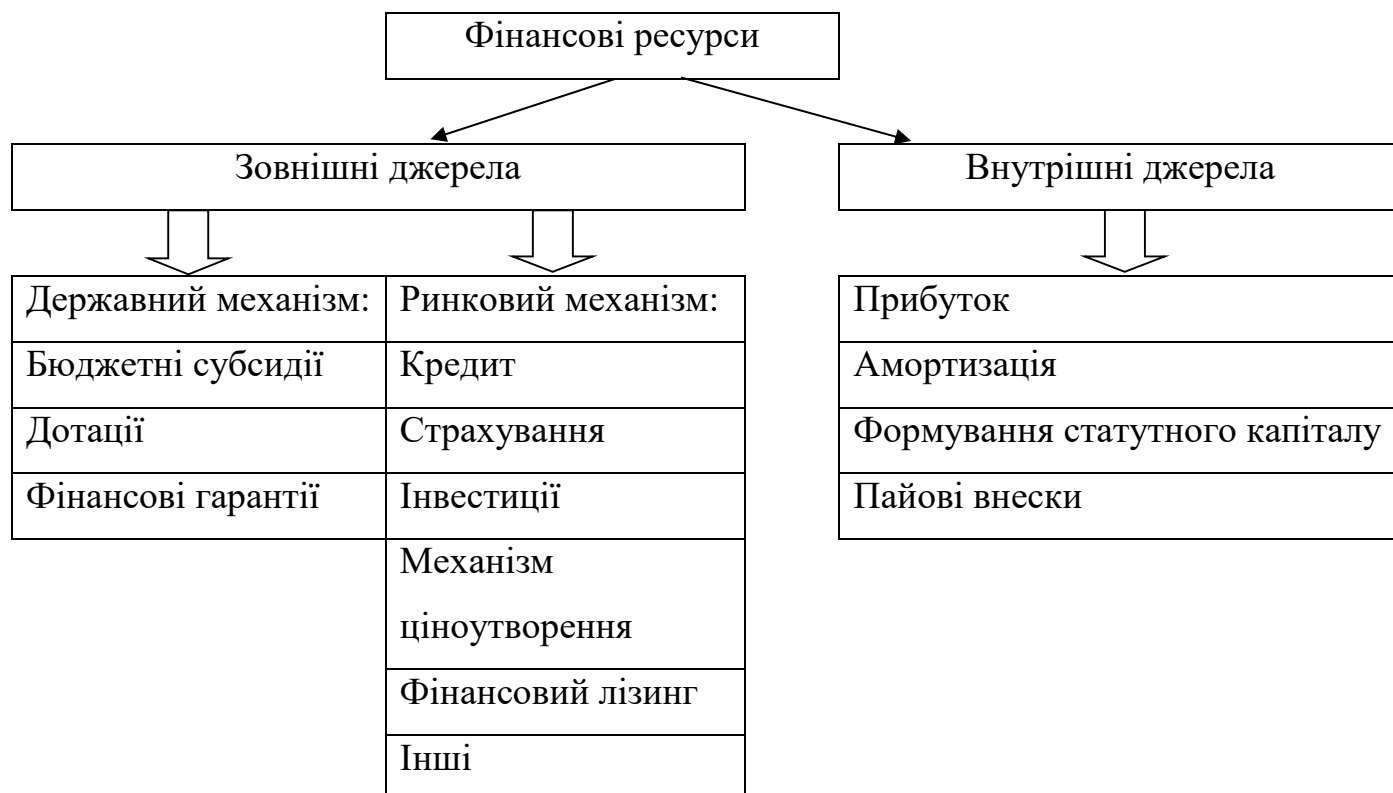 Фінансові ресурси
Зовнішні джерела
Внутрішні джерела
Державний механізм:
Бюджетні субсидії
Дотації
Фінансові гарантії
Ринковий механізм:
Кредит
Страхування
Інвестиції
Механізм
ціноутворення
Фінансовий лізинг
Інші
Прибуток
Амортизація
Формування статутного капіталу
Пайові внески